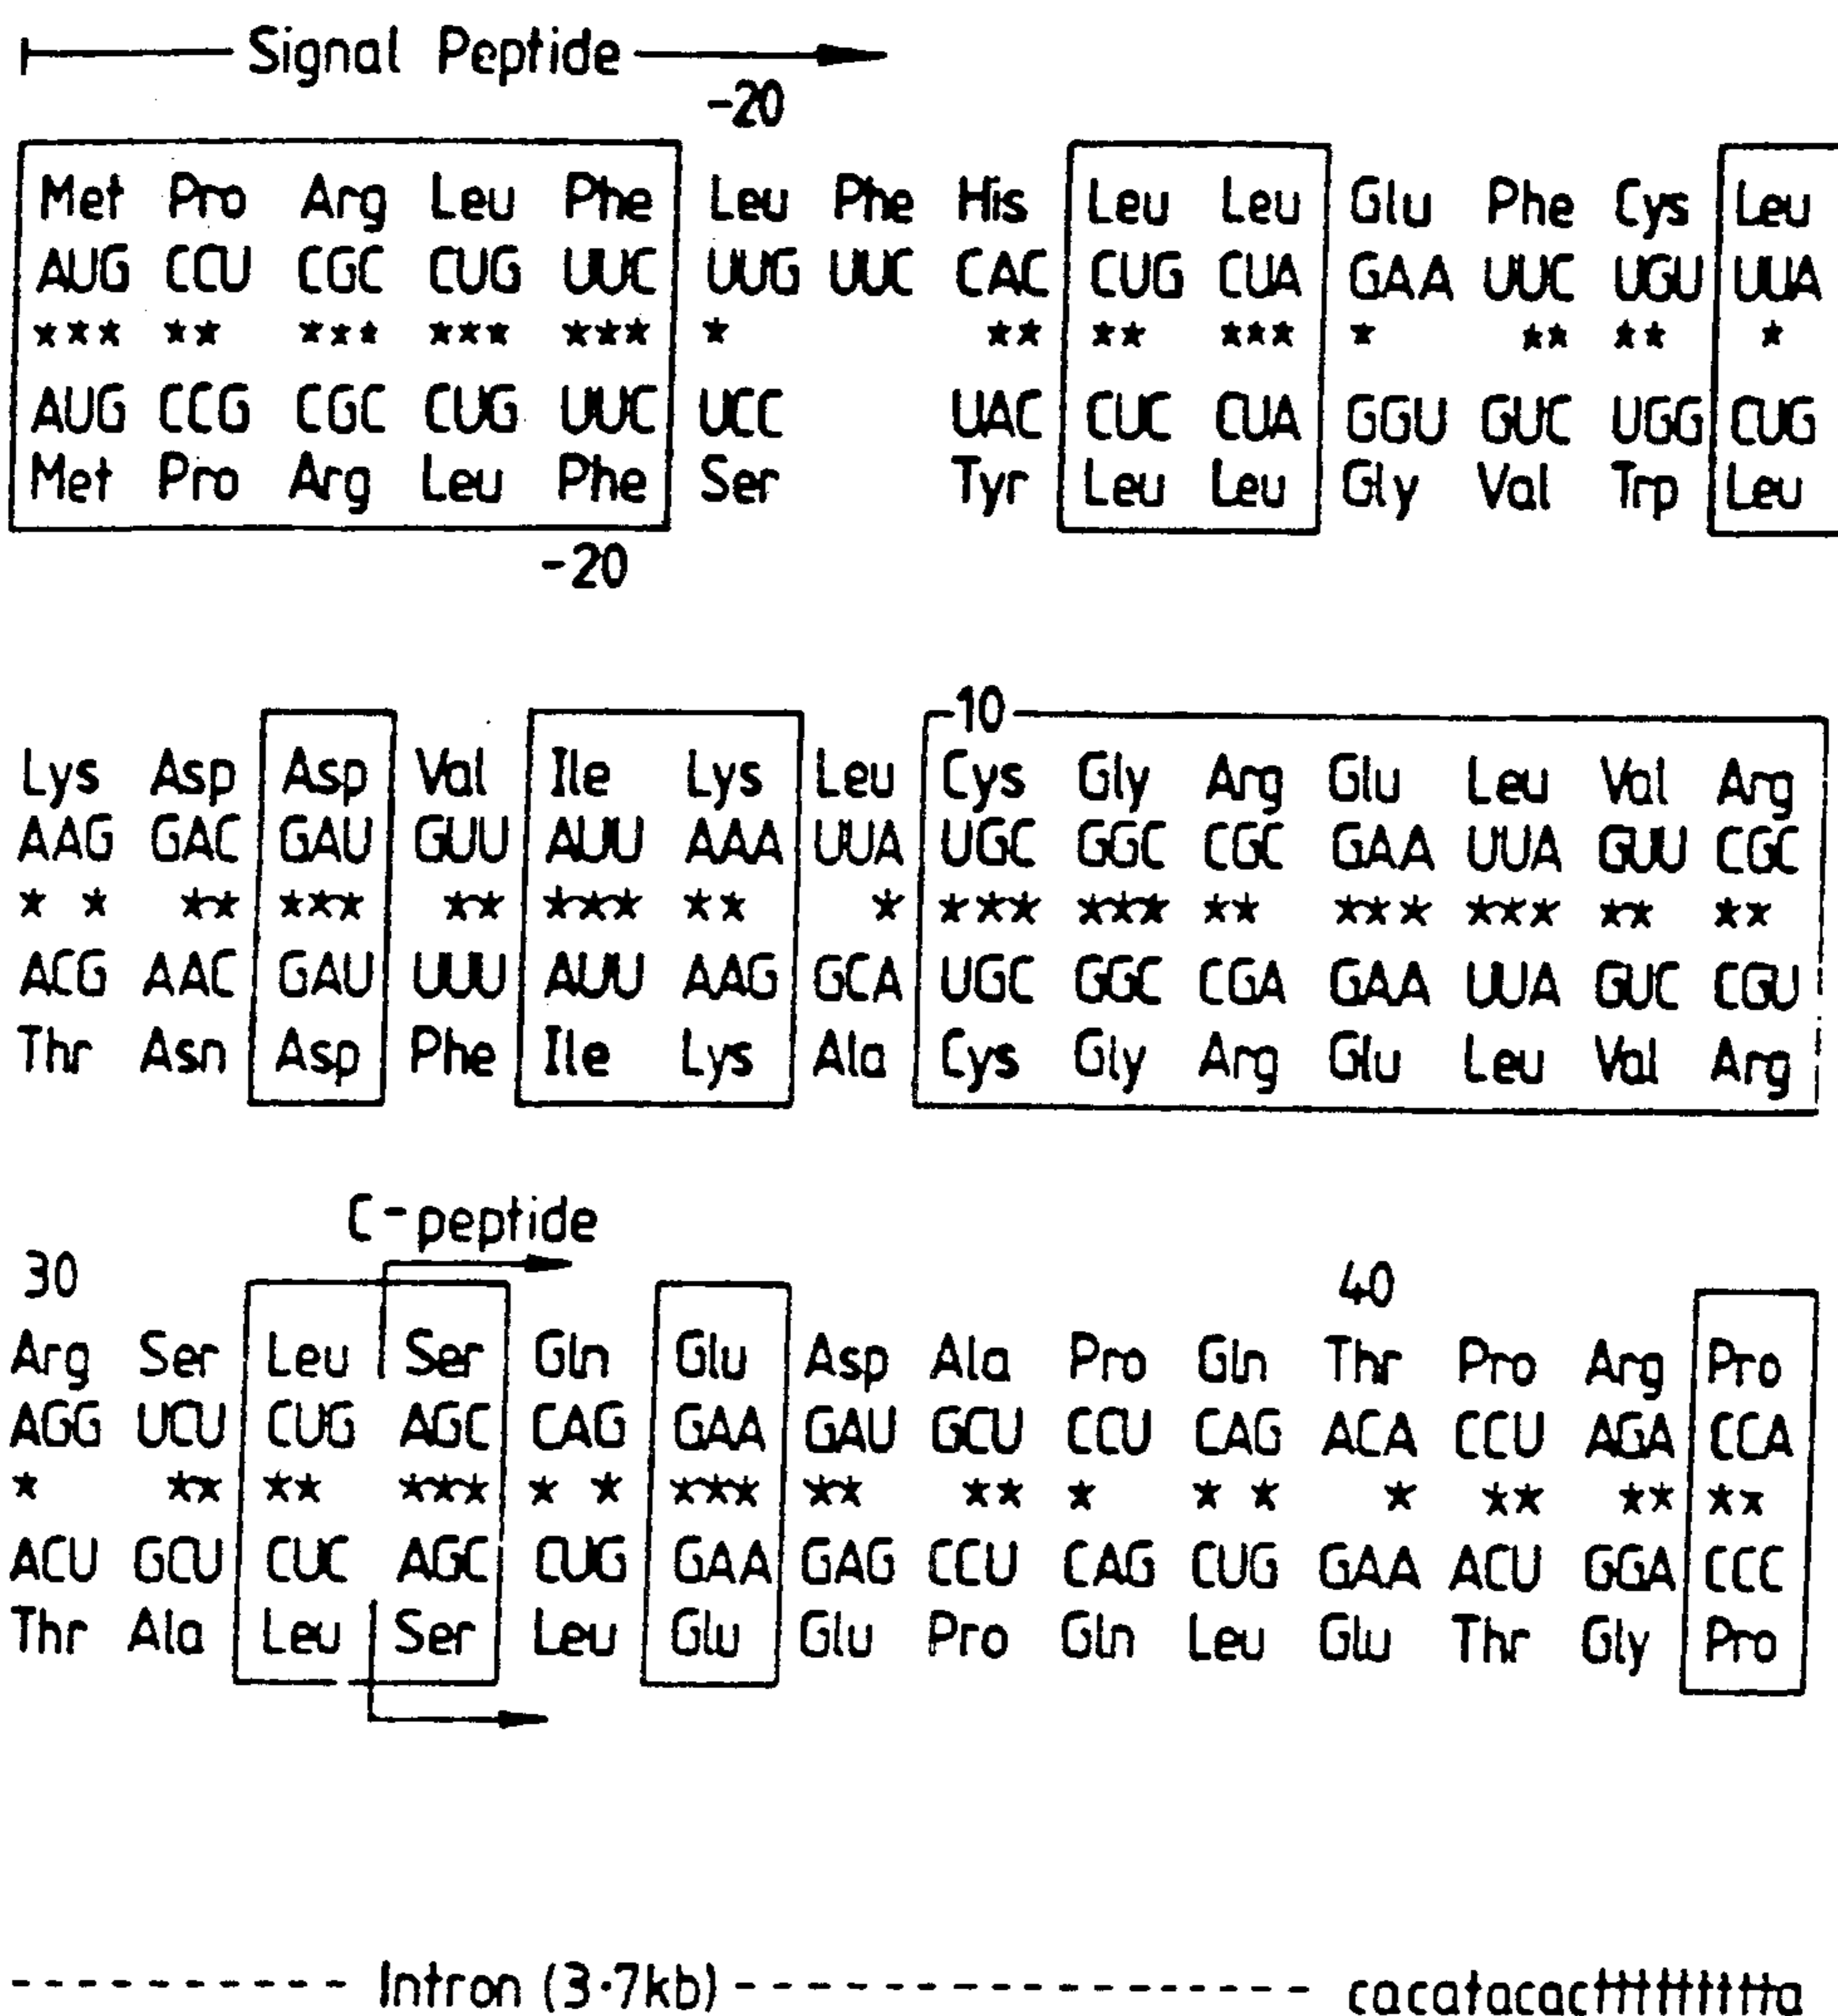 Signal Peptide
-20
Met Pro Arg Leu Phe Leu Phe His Leu Leu Glu Phe Cys Leu
AUG CCU CGC CUG UUC UUG UUC CAC CUG CUA GAA UUC UGU UUA
*** ** *** *** *** * ** ** *** * ** ** *
AUG CCG CGC CUG UUC UCC UAC CUC CUA GGU GUC UGG CUG
Met Pro Arg Leu Phe Ser Tyr Leu Leu Gly Val Trp Leu
-20
10
Lys Asp Asp Val Ile Lys Leu Cys Gly Arg Glu Leu Val Arg
AAG GAC GAU GUU AUU AAA UUA UGC GGC CGC GAA UUA GUU CGC
* * ** *** ** *** ** * *** *** ** *** *** ** **
ACG AAC GAU UUU AUU AAG GCA UGC GGC CGA GAA UUA GUC CGU
Thr Asn Asp Phe Ile Lys Ala Cys Gly Arg Glu Leu Val Arg
C-peptide
30 40
Arg Ser Leu Ser Gln Glu Asp Ala Pro Gln Thr Pro Arg Pro
AGG UCU CUG AGC CAG GAA GAU GCU CCU CAG ACA CCU AGA CCA
* ** ** *** * * *** ** ** * * * * ** ** **
ACU GCU CUC AGC CUG GAA GAG CCU CAG CUG GAA ACU GGA CCC
Thr Ala Leu Ser Leu Glu Glu Pro Gln Leu Glu Thr Gly Pro
---------- Intron (3·7kb) ----------------- cacatacactttttttttta